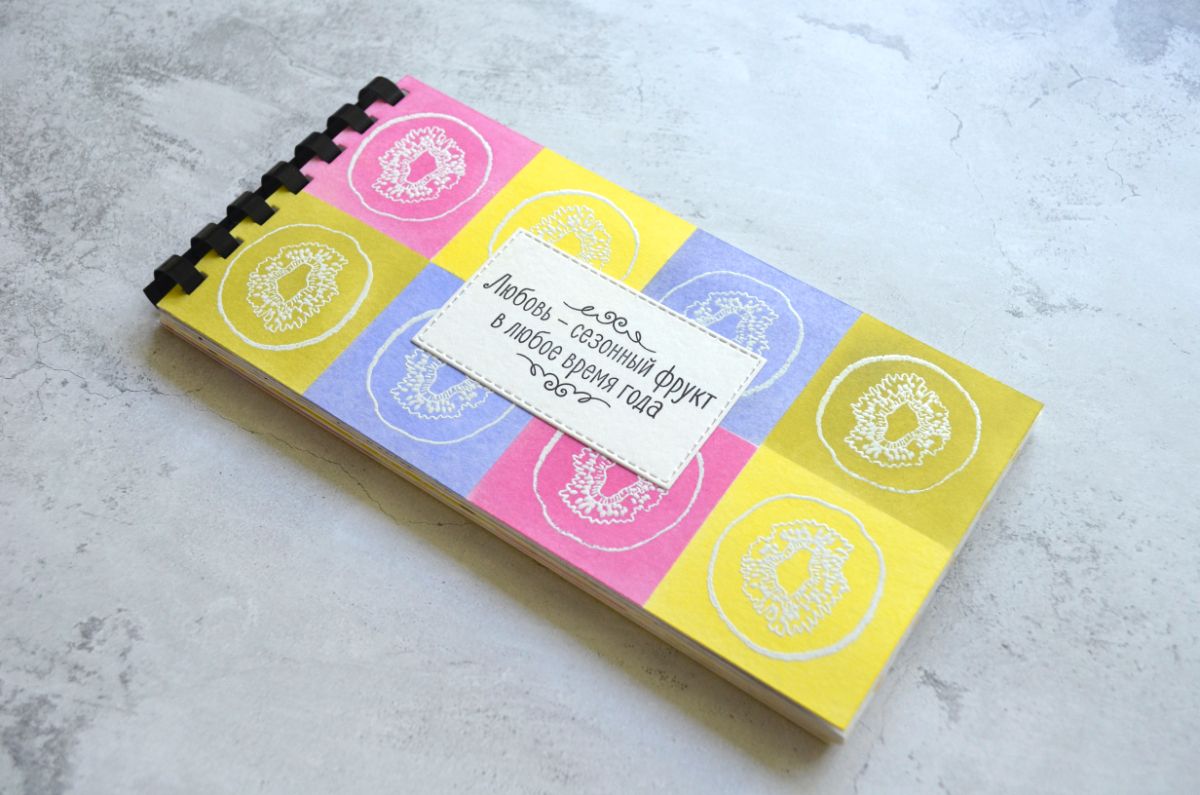 Любовь – сезонный фрукт
в любое время года